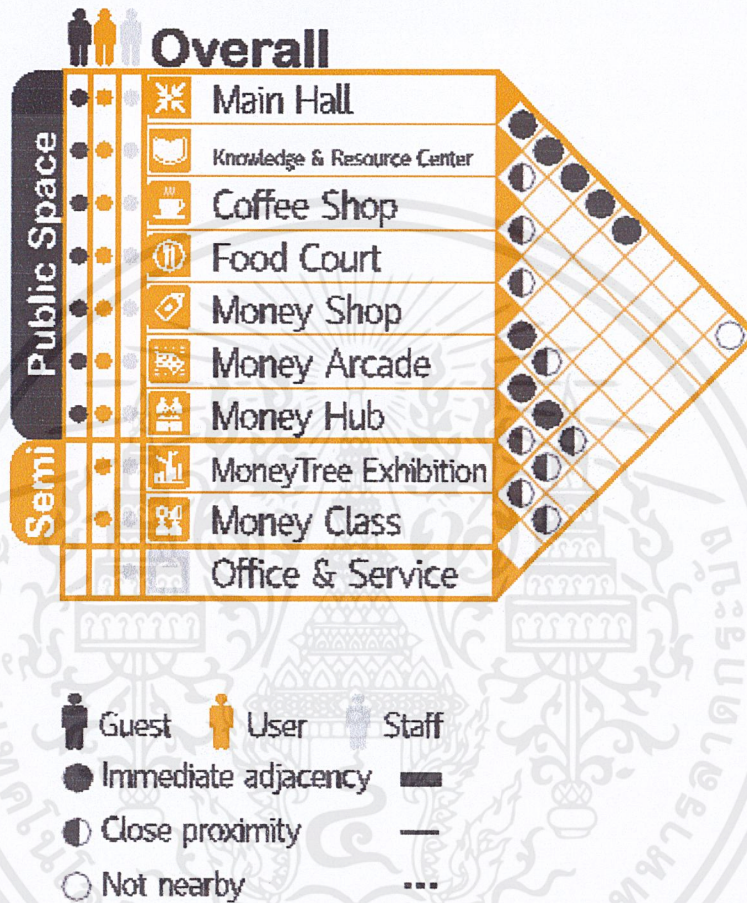 Overall
Public Space
Main Hall
Knowledge & Resource Center
Coffee Shop
Food Court
Money Shop
Money Arcade
Money Hub
Semi
MoneyTree Exhibition
Money Class
Office & Service
Guest User Staff
Immediate adjacency
Close proximity
Not nearby